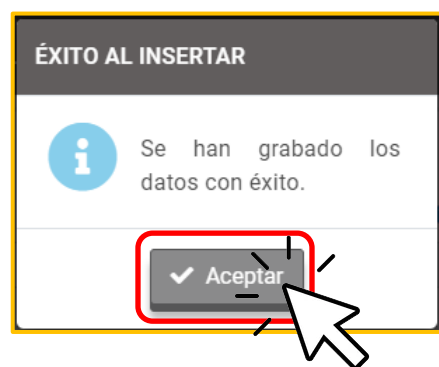 ÉXITO AL INSERTAR
Se han grabado los
datos con éxito.
Aceptar